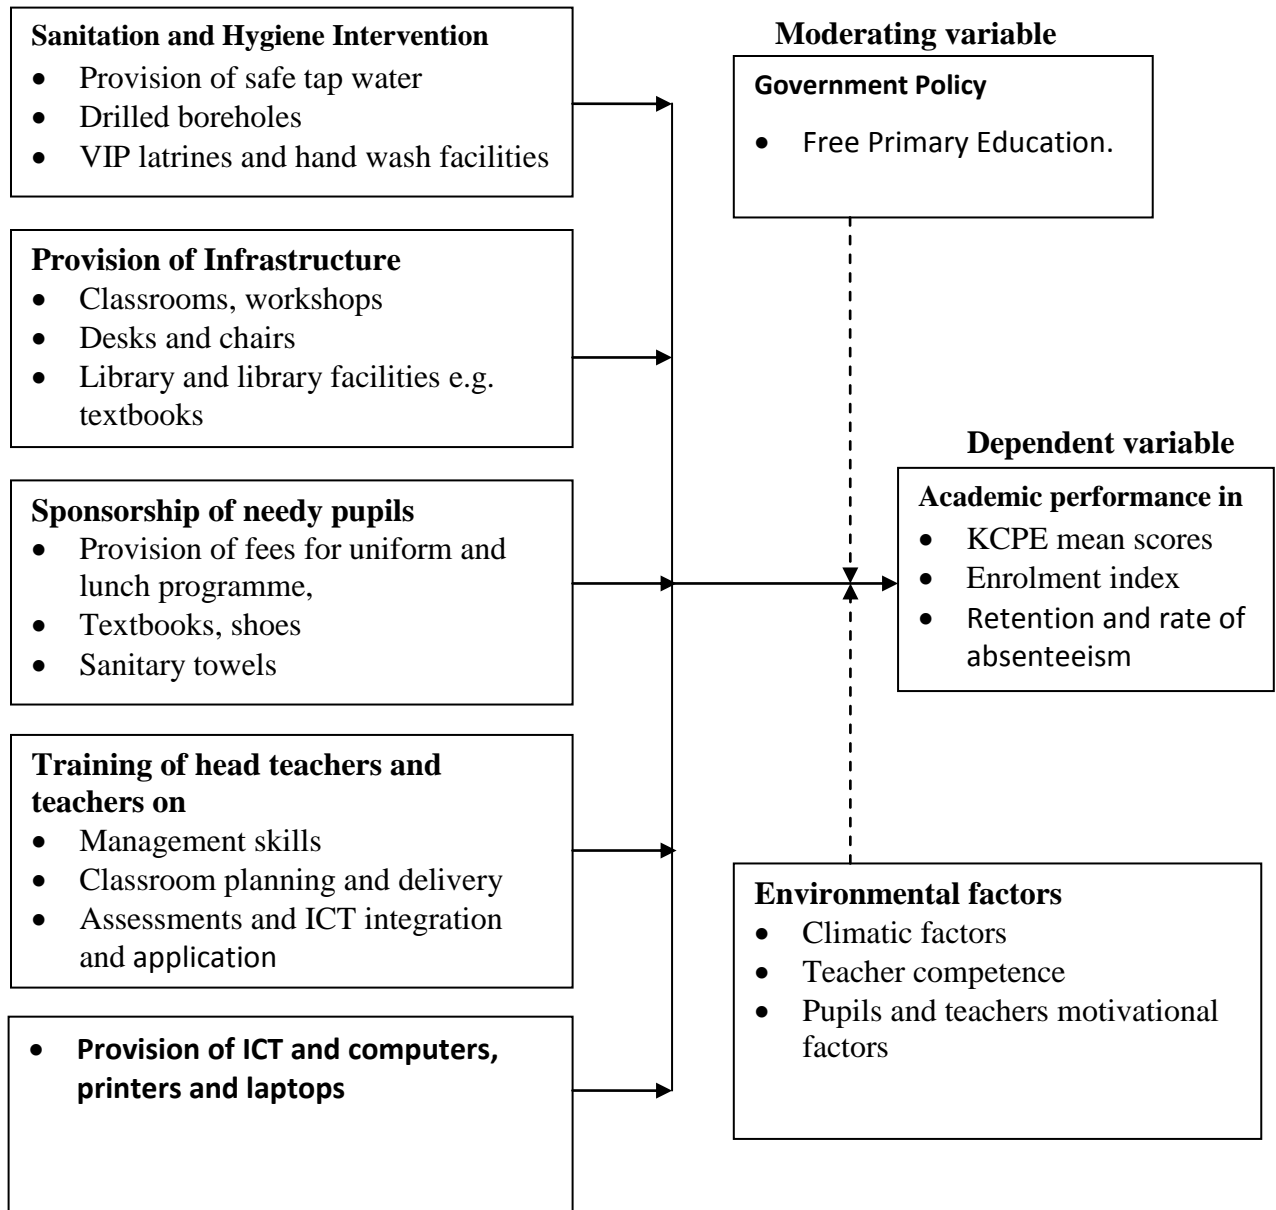 Sanitation and Hygiene Intervention
• Provision of safe tap water
• Drilled boreholes
• VIP latrines and hand wash facilities
Provision of Infrastructure
• Classrooms, workshops
• Desks and chairs
• Library and library facilities e.g.
textbooks
Sponsorship of needy pupils
• Provision of fees for uniform and
lunch programme,
• Textbooks, shoes
• Sanitary towels
Training of head teachers and
teachers on
• Management skills
• Classroom planning and delivery
• Assessments and ICT integration
and application
• Provision of ICT and computers,
printers and laptops
Moderating variable
Government Policy
• Free Primary Education.
Dependent variable
Academic performance in
• KCPE mean scores
• Enrolment index
• Retention and rate of
absenteeism
Environmental factors
• Climatic factors
• Teacher competence
• Pupils and teachers motivational
factors